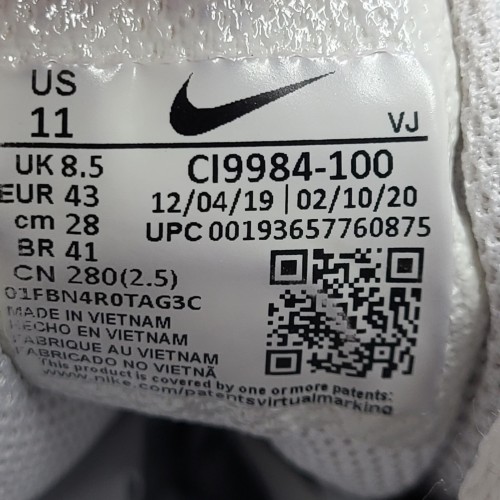 US
11
VJ
UK 8.5
EUR 43
cm 28
BR 41
CN 280(2.5)
CI9984-100
12/04/19 | 02/10/20
UPC 00193657760875
01FBN4R0TAG3C
MADE IN VIETNAM
HECHO EN VIETNAM
FABRIQUE AU VIETNAM
FABRICADO NO VIETNÃ
This product is covered by one or more patents:
www.nike.com/patentsvirtualmarking